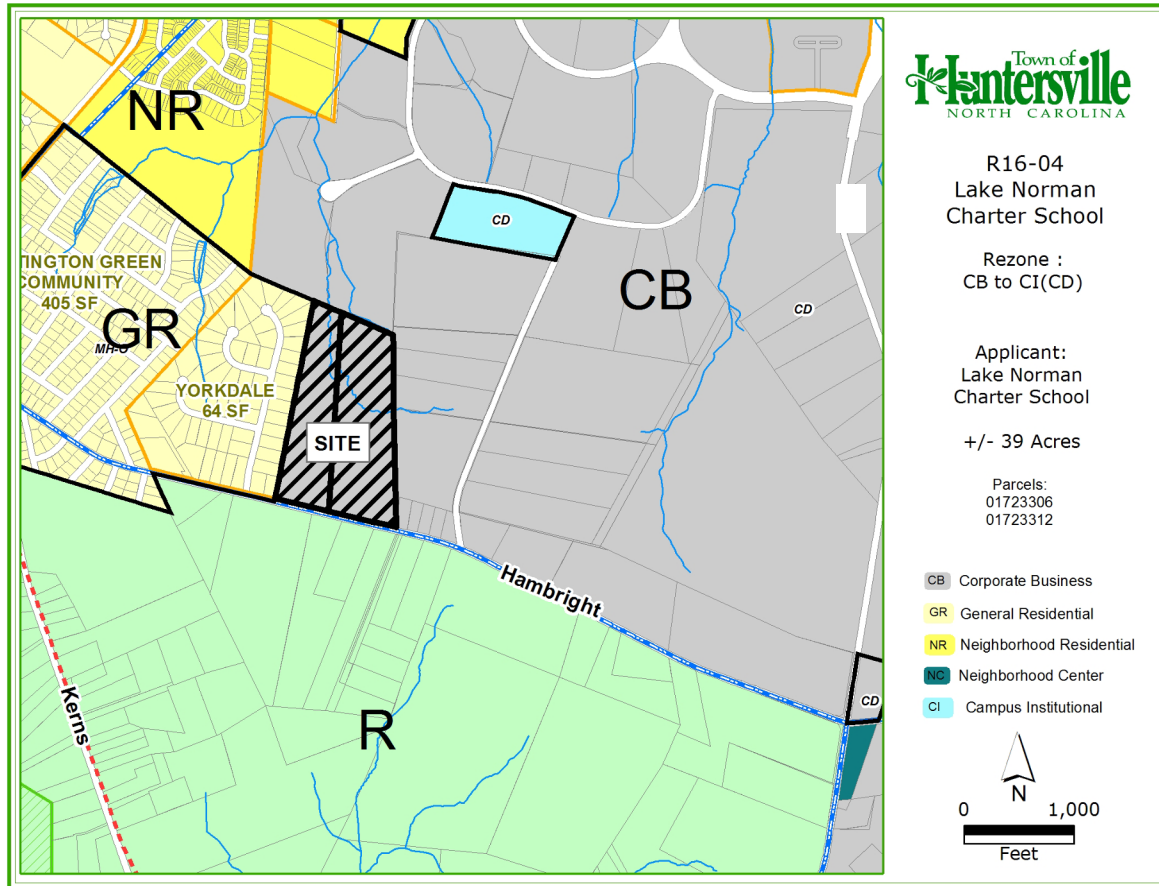 NR
TINGTON GREEN
COMMUNITY
405 SF
GR
MH-O
YORKDALE
64 SF
SITE
CD
CB
CD
Hambright
CD
Kerns
R
Town of
Huntersville
NORTH CAROLINA
R16-04
Lake Norman
Charter School
Rezone :
CB to CI(CD)
Applicant:
Lake Norman
Charter School
+/- 39 Acres
Parcels:
01723306
01723312
CB Corporate Business
GR General Residential
NR Neighborhood Residential
NC Neighborhood Center
CI Campus Institutional
N
0 1,000
Feet